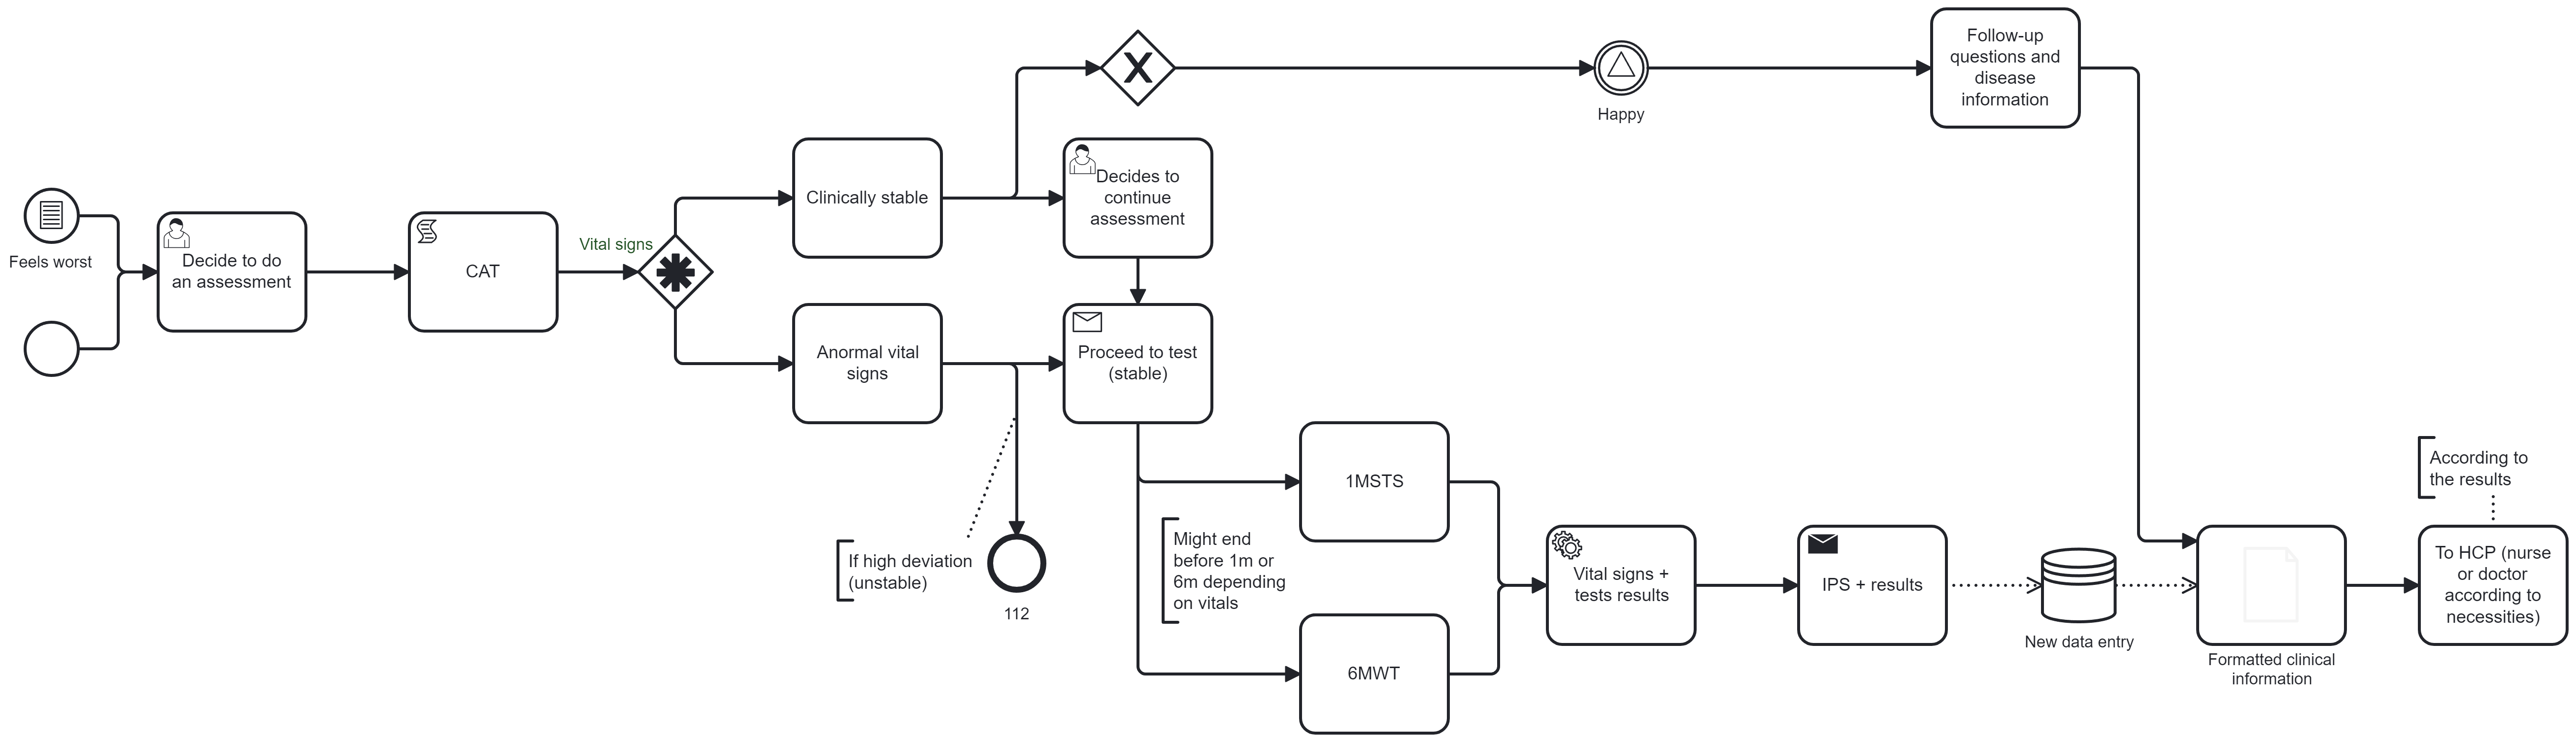 Feels worst
Decide to do
an assessment
CAT
Vital signs
Clinically stable
Anormal vital
signs
If high deviation
(unstable)
112
Decides to
continue
assessment
Proceed to test
(stable)
Happy
Follow-up
questions and
disease
information
1MSTS
Might end
before 1m or
6m depending
on vitals
6MWT
Vital signs +
tests results
IPS + results
New data entry
Formatted clinical
information
According to
the results
To HCP (nurse
or doctor
according to
necessities)